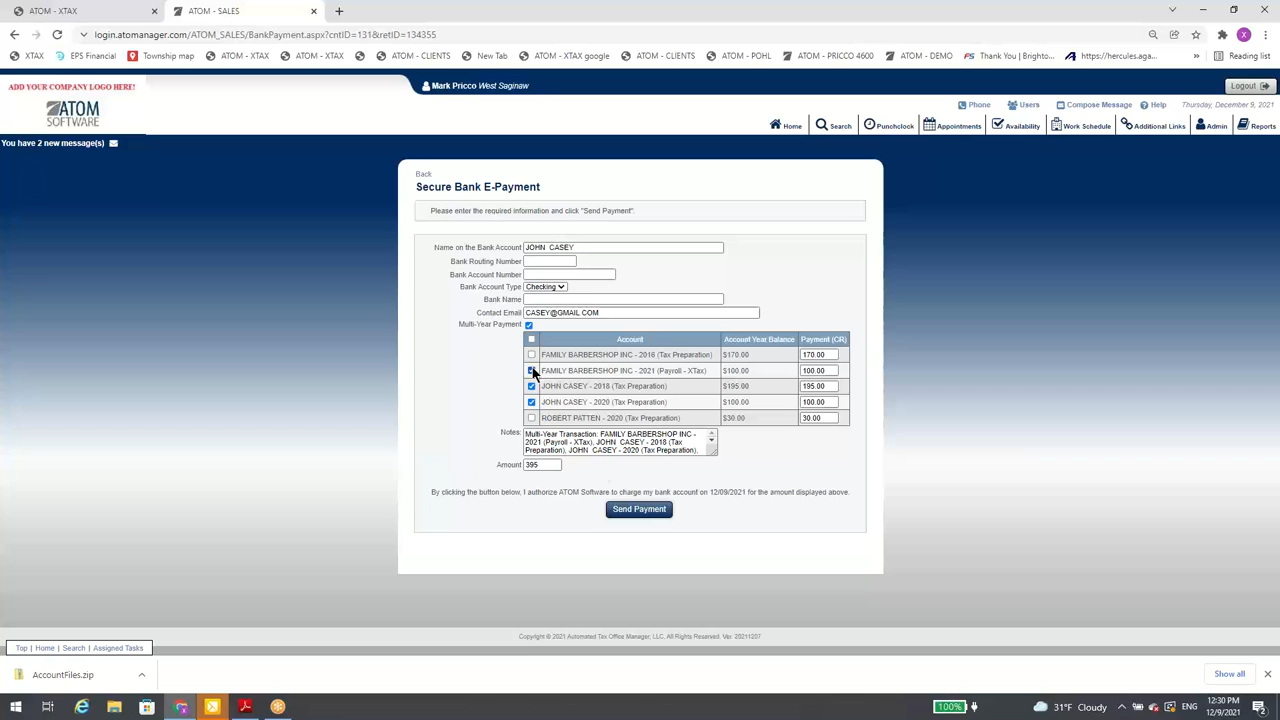 ATOM - XTAX
ATOM - SALES
login.atomanager.com/ATOM_SALES/BankPayment.aspx?cntID=131&retID=134355
XTAX EPS Financial Township map ATOM - XTAX ATOM - XTAX ATOM - CLIENTS New Tab ATOM - XTAX google ATOM - CLIENTS ATOM - POHL ATOM - PRICCO 4600 ATOM - DEMO Thank You | Brighto... https://hercules.aga... » Reading list
ADD YOUR COMPANY LOGO HERE!
ATOM
SOFTWARE
Mark Pricco West Saginaw
Logout
Phone Users Compose Message Help Thursday, December 9, 2021
Home Search Punchclock Appointments Availability Work Schedule Additional Links Admin Reports
You have 2 new message(s)
Back
Secure Bank E-Payment
Please enter the required information and click "Send Payment".
Name on the Bank Account JOHN CASEY
Bank Routing Number
Bank Account Number
Bank Account Type Checking
Bank Name
Contact Email CASEY@GMAIL.COM
Multi-Year Payment
Account Account Year Balance Payment (CR)
FAMILY BARBERSHOP INC - 2016 (Tax Preparation) $170.00 170.00
FAMILY BARBERSHOP INC - 2021 (Payroll - XTax) $100.00 100.00
JOHN CASEY - 2018 (Tax Preparation) $195.00 195.00
JOHN CASEY - 2020 (Tax Preparation) $100.00 100.00
ROBERT PATTEN - 2020 (Tax Preparation) $30.00 30.00
Notes: Multi-Year Transaction: FAMILY BARBERSHOP INC -
2021 (Payroll - XTax), JOHN CASEY - 2018 (Tax
Preparation), JOHN CASEY - 2020 (Tax Preparation),
Amount 395
By clicking the button below, I authorize ATOM Software to charge my bank account on 12/09/2021 for the amount displayed above.
Send Payment
Copyright © 2021 Automated Tax Office Manager, LLC, All Rights Reserved. Ver. 20211207
Top | Home | Search | Assigned Tasks
AccountFiles.zip
Show all
100% 31°F Cloudy 12:30 PM
12/9/2021 2